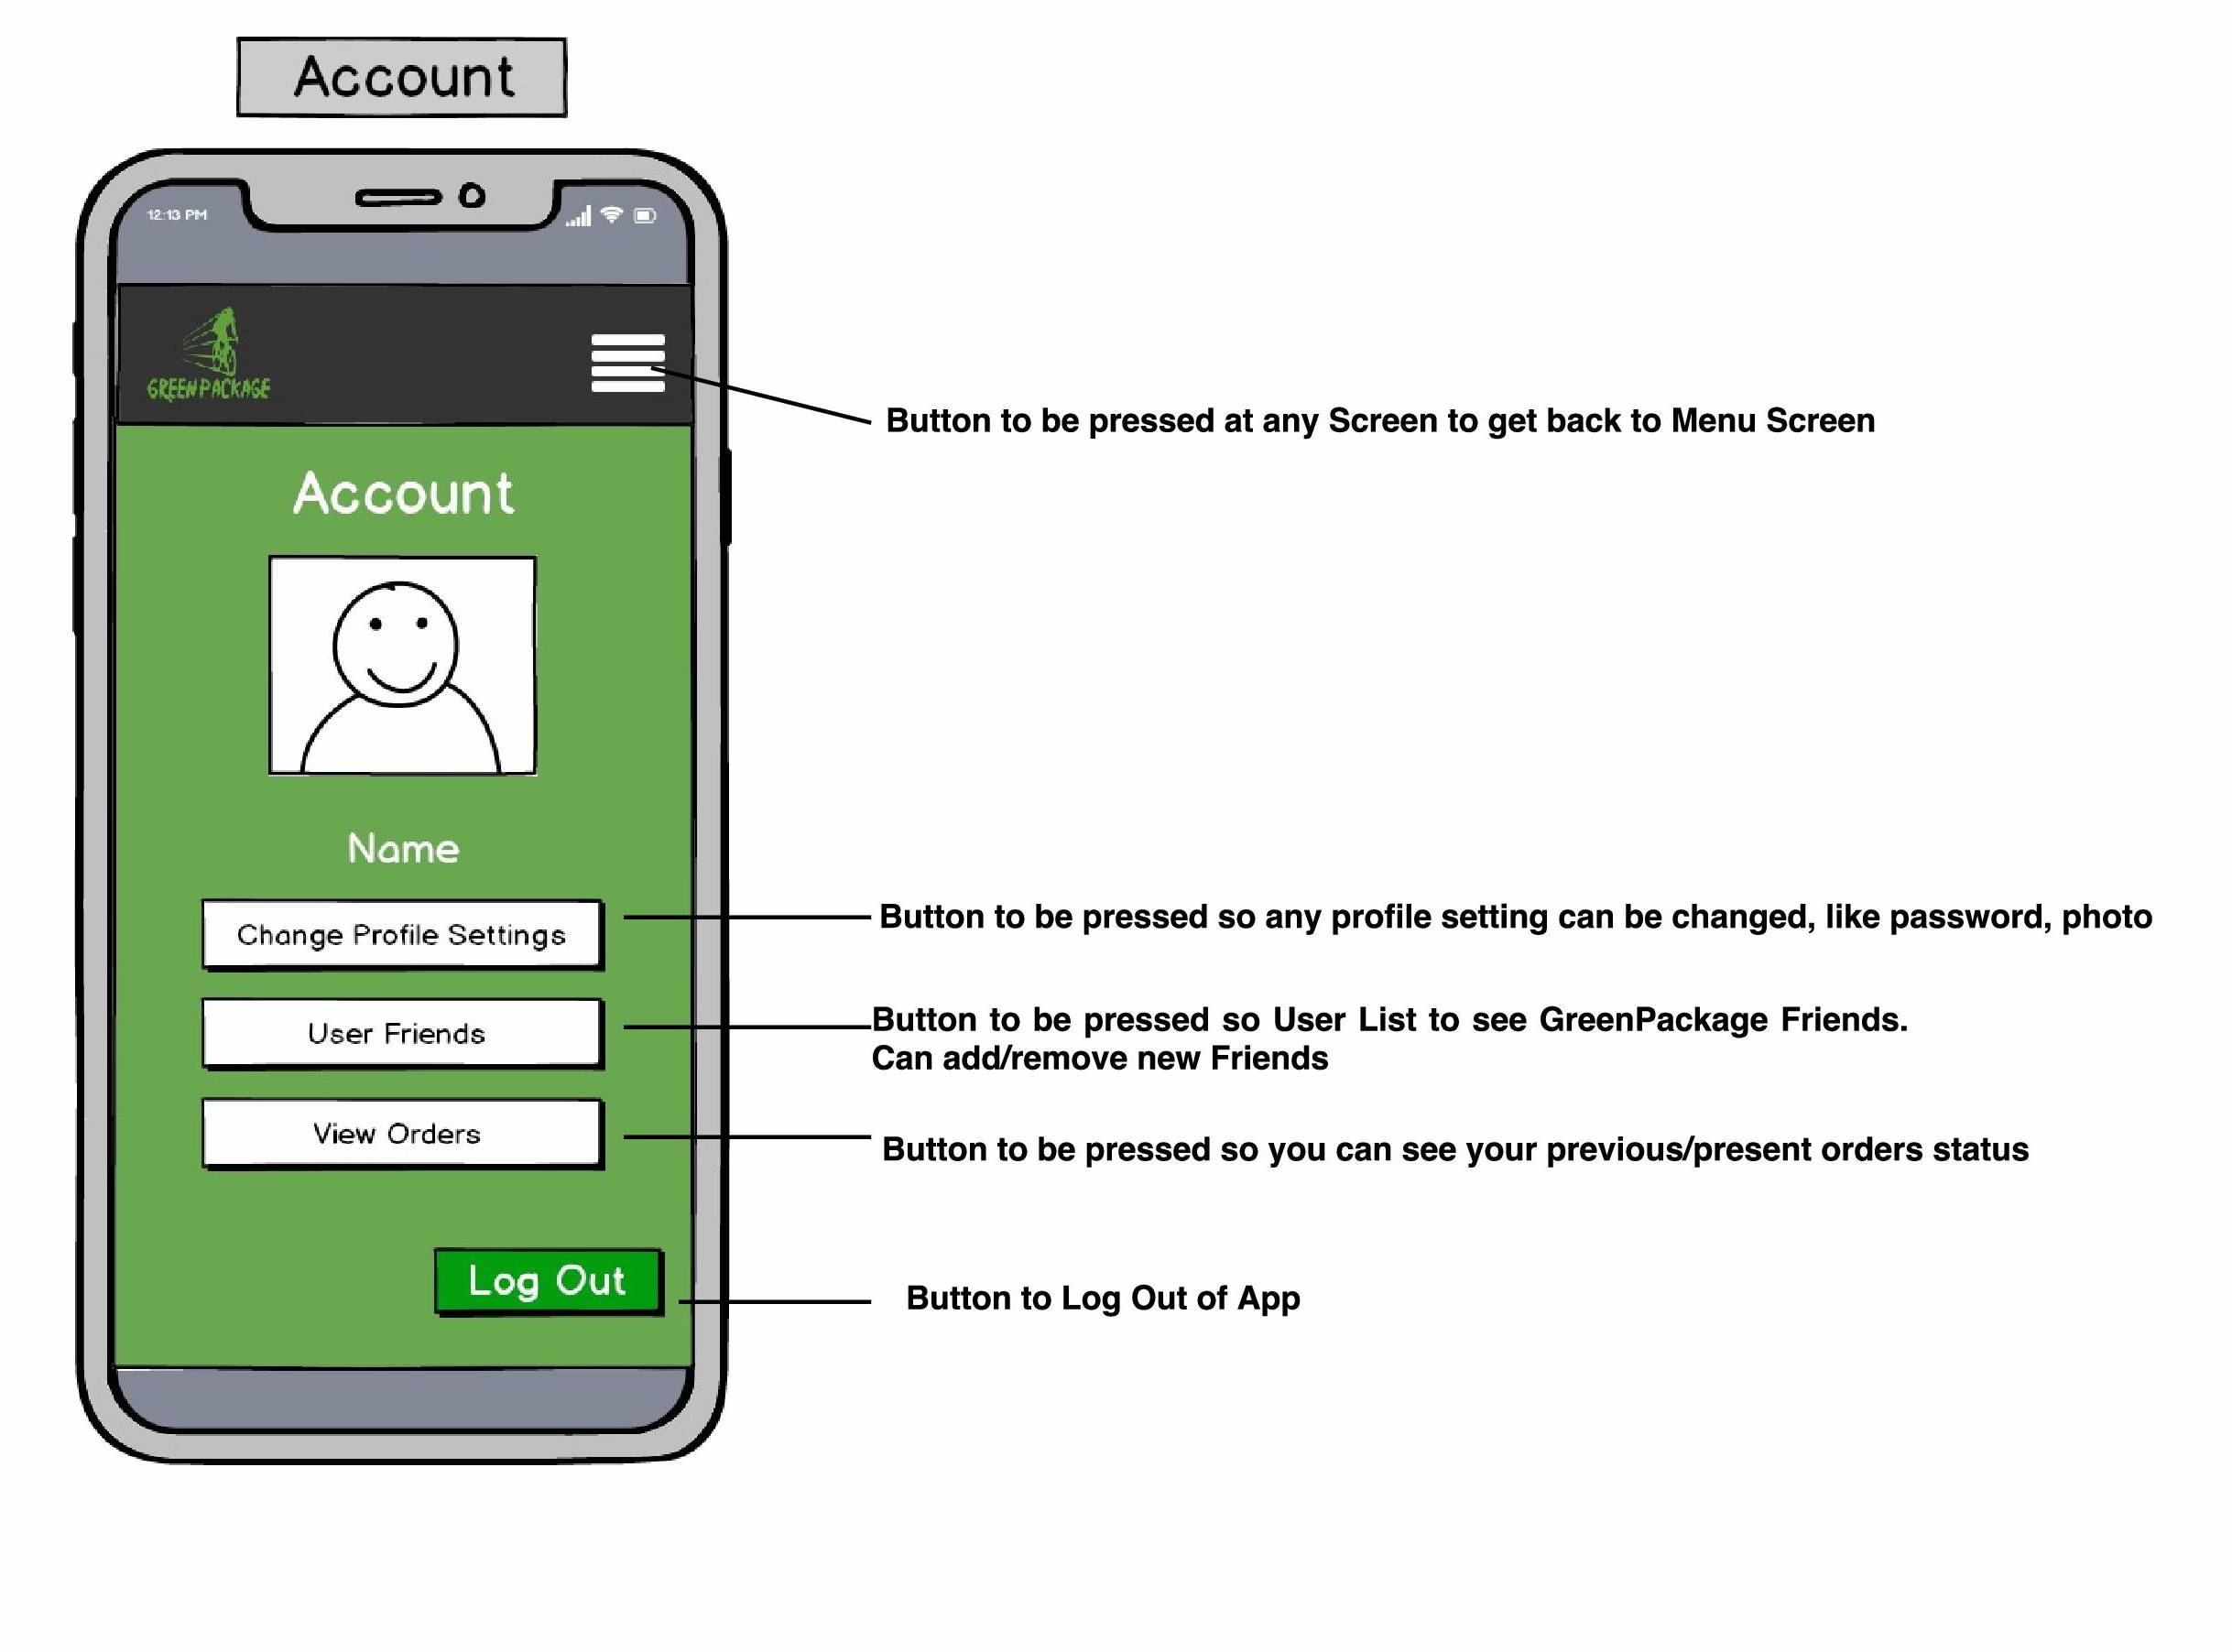 Account
12:13 PM
GREENPACKAGE
Button to be pressed at any Screen to get back to Menu Screen
Account
Name
Change Profile Settings
Button to be pressed so any profile setting can be changed, like password, photo
User Friends
Button to be pressed so User List to see GreenPackage Friends.
Can add/remove new Friends
View Orders
Button to be pressed so you can see your previous/present orders status
Log Out
Button to Log Out of App